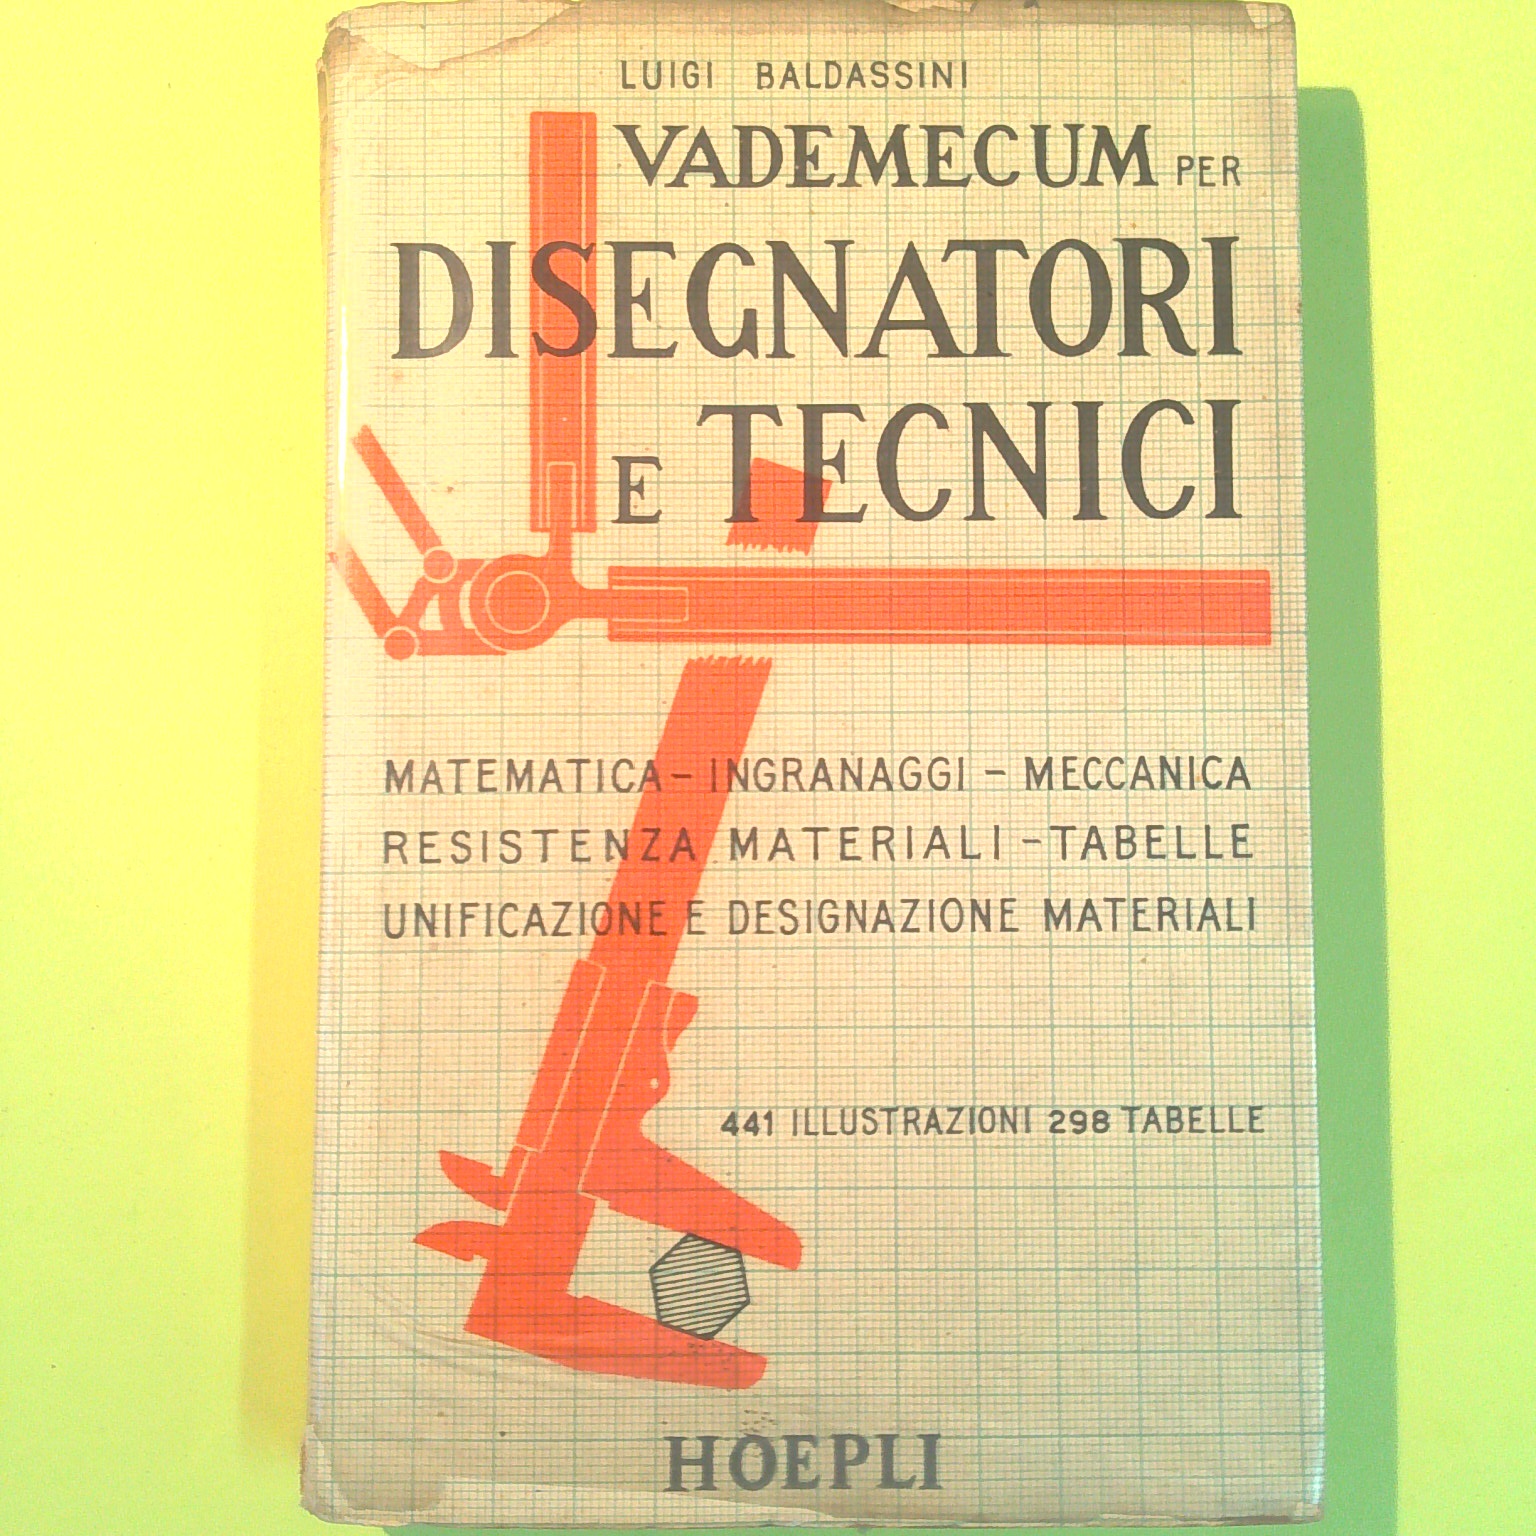 LUIGI BALDASSINI
VADEMECUM PER
DISEGNATORI
E TECNICI
MATEMATICA - INGRANAGGI - MECCANICA
RESISTENZA MATERIALI - TABELLE
UNIFICAZIONE E DESIGNAZIONE MATERIALI
441 ILLUSTRAZIONI 298 TABELLE
HOEPLI